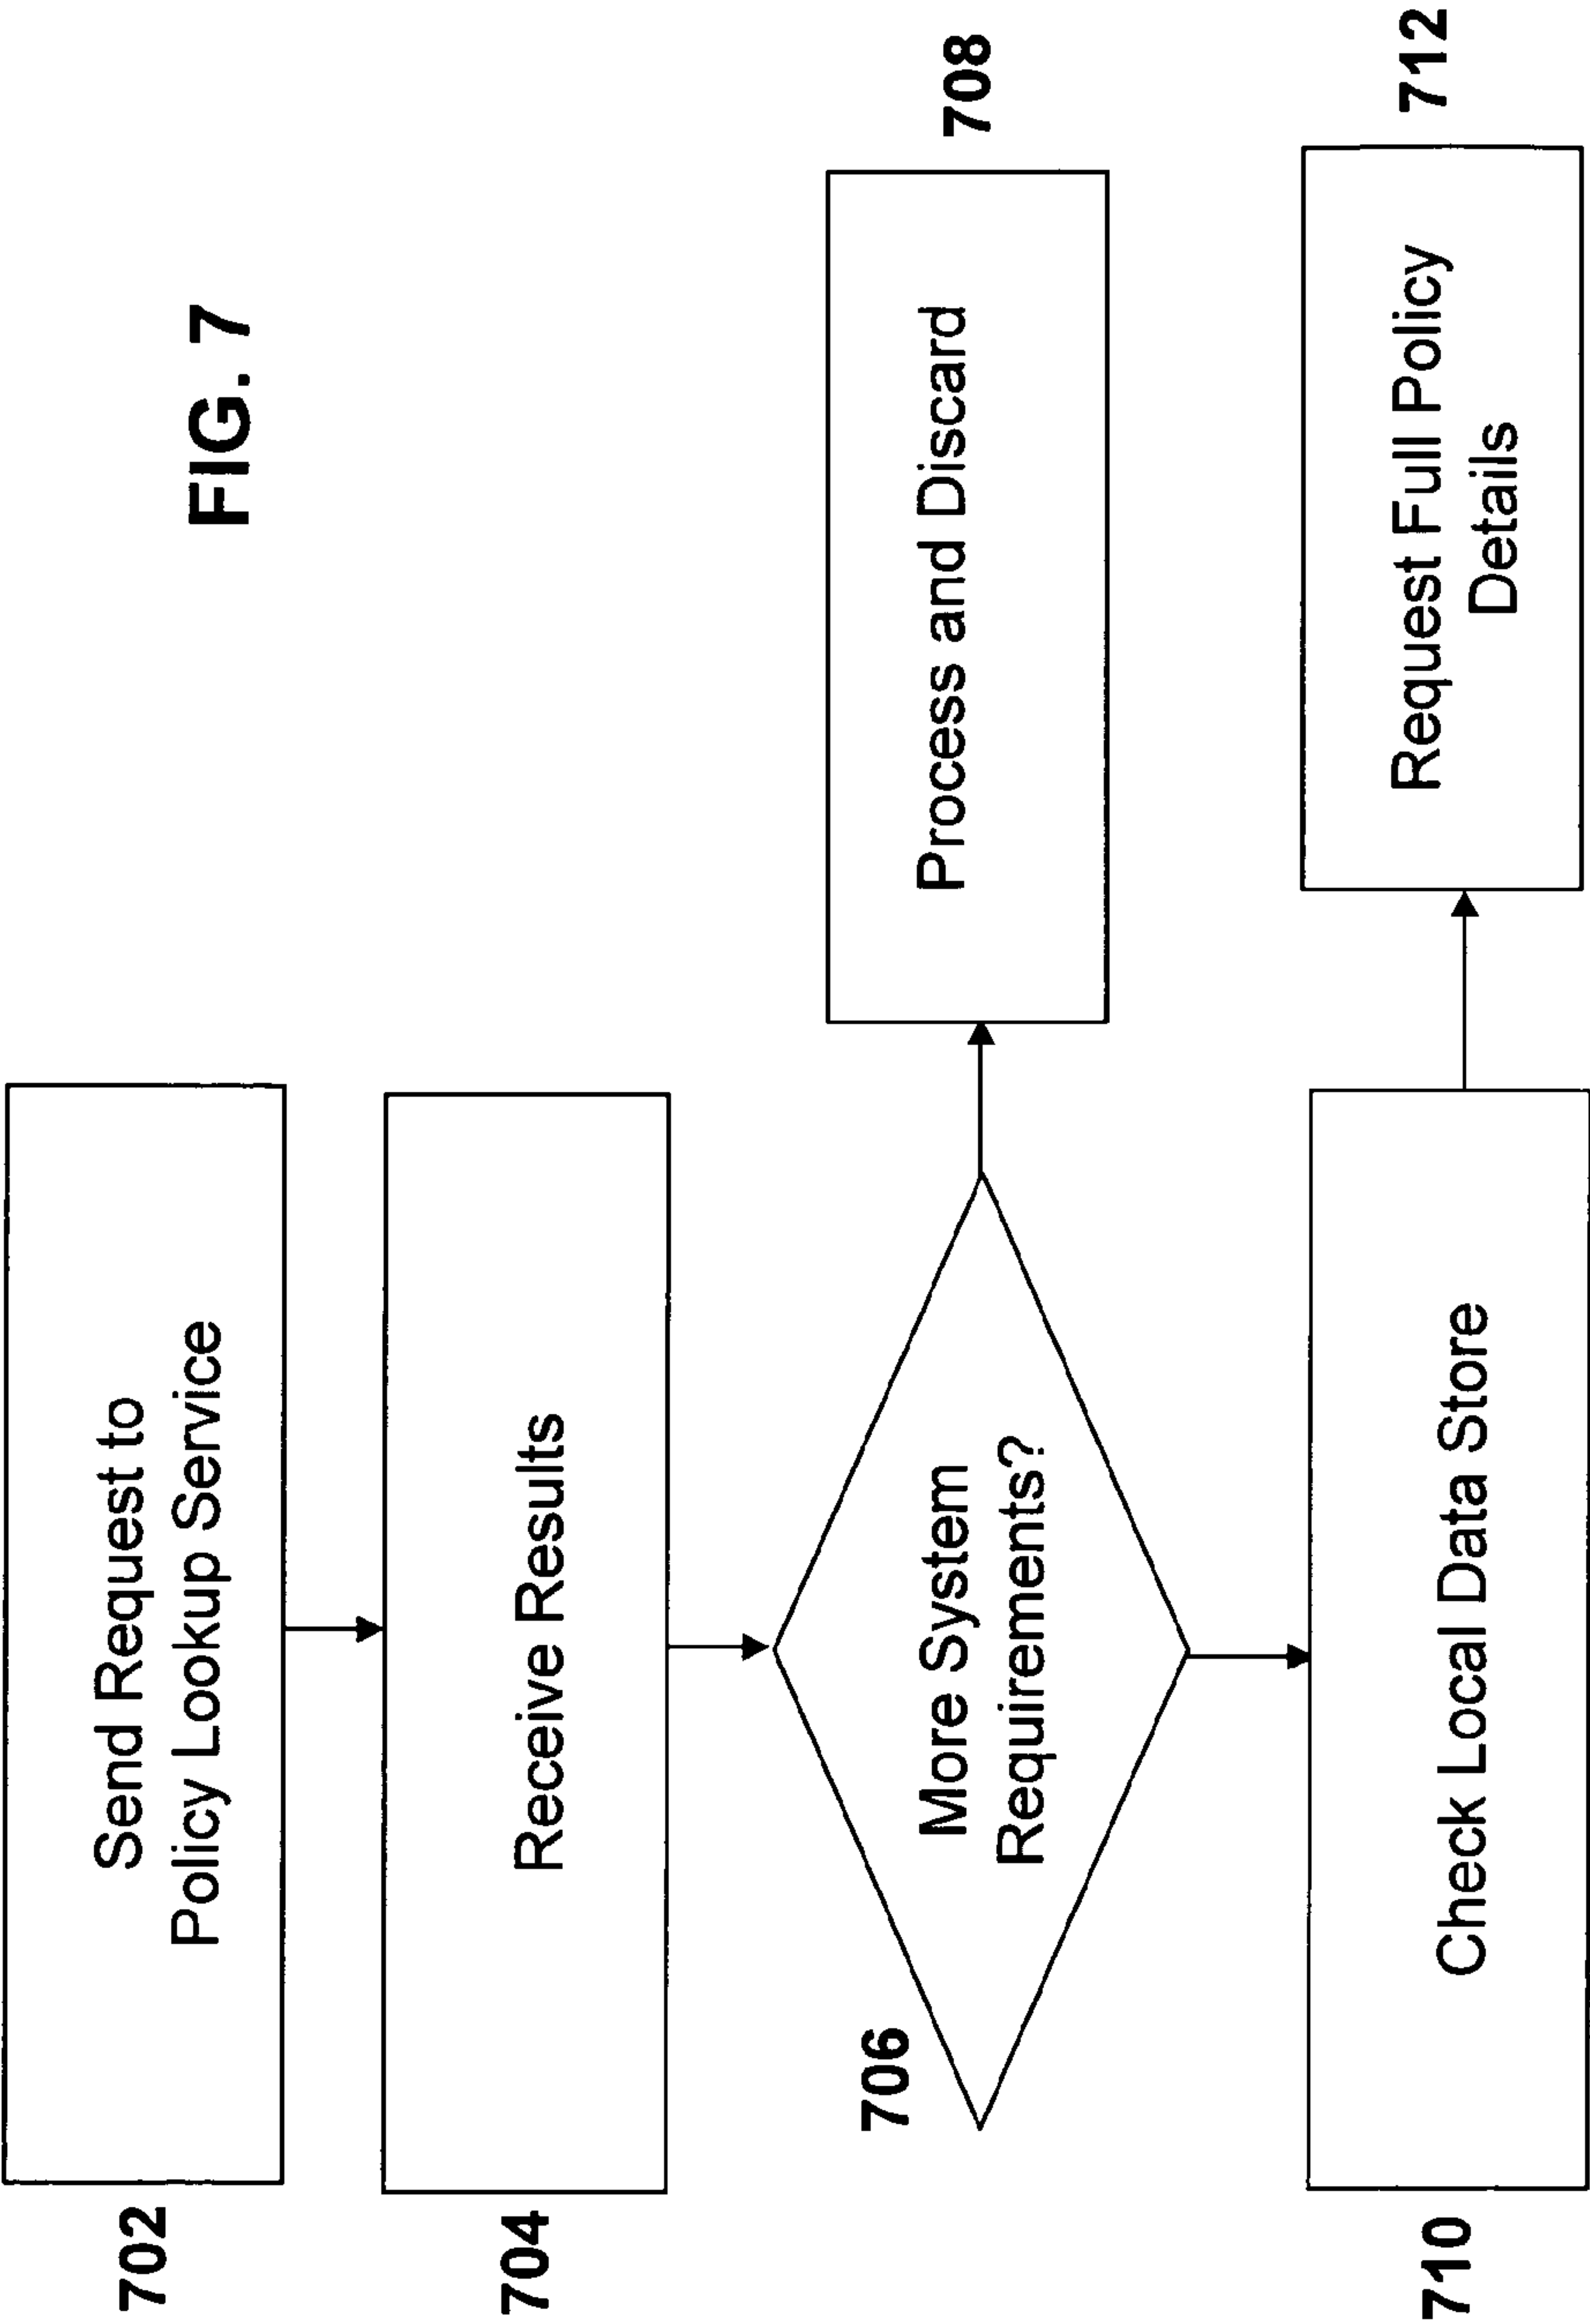 FIG. 7
702
Send Request to
Policy Lookup Service
704
Receive Results
706
More System
Requirements?
Process and Discard
708
710
Check Local Data Store
Request Full Policy
Details
712